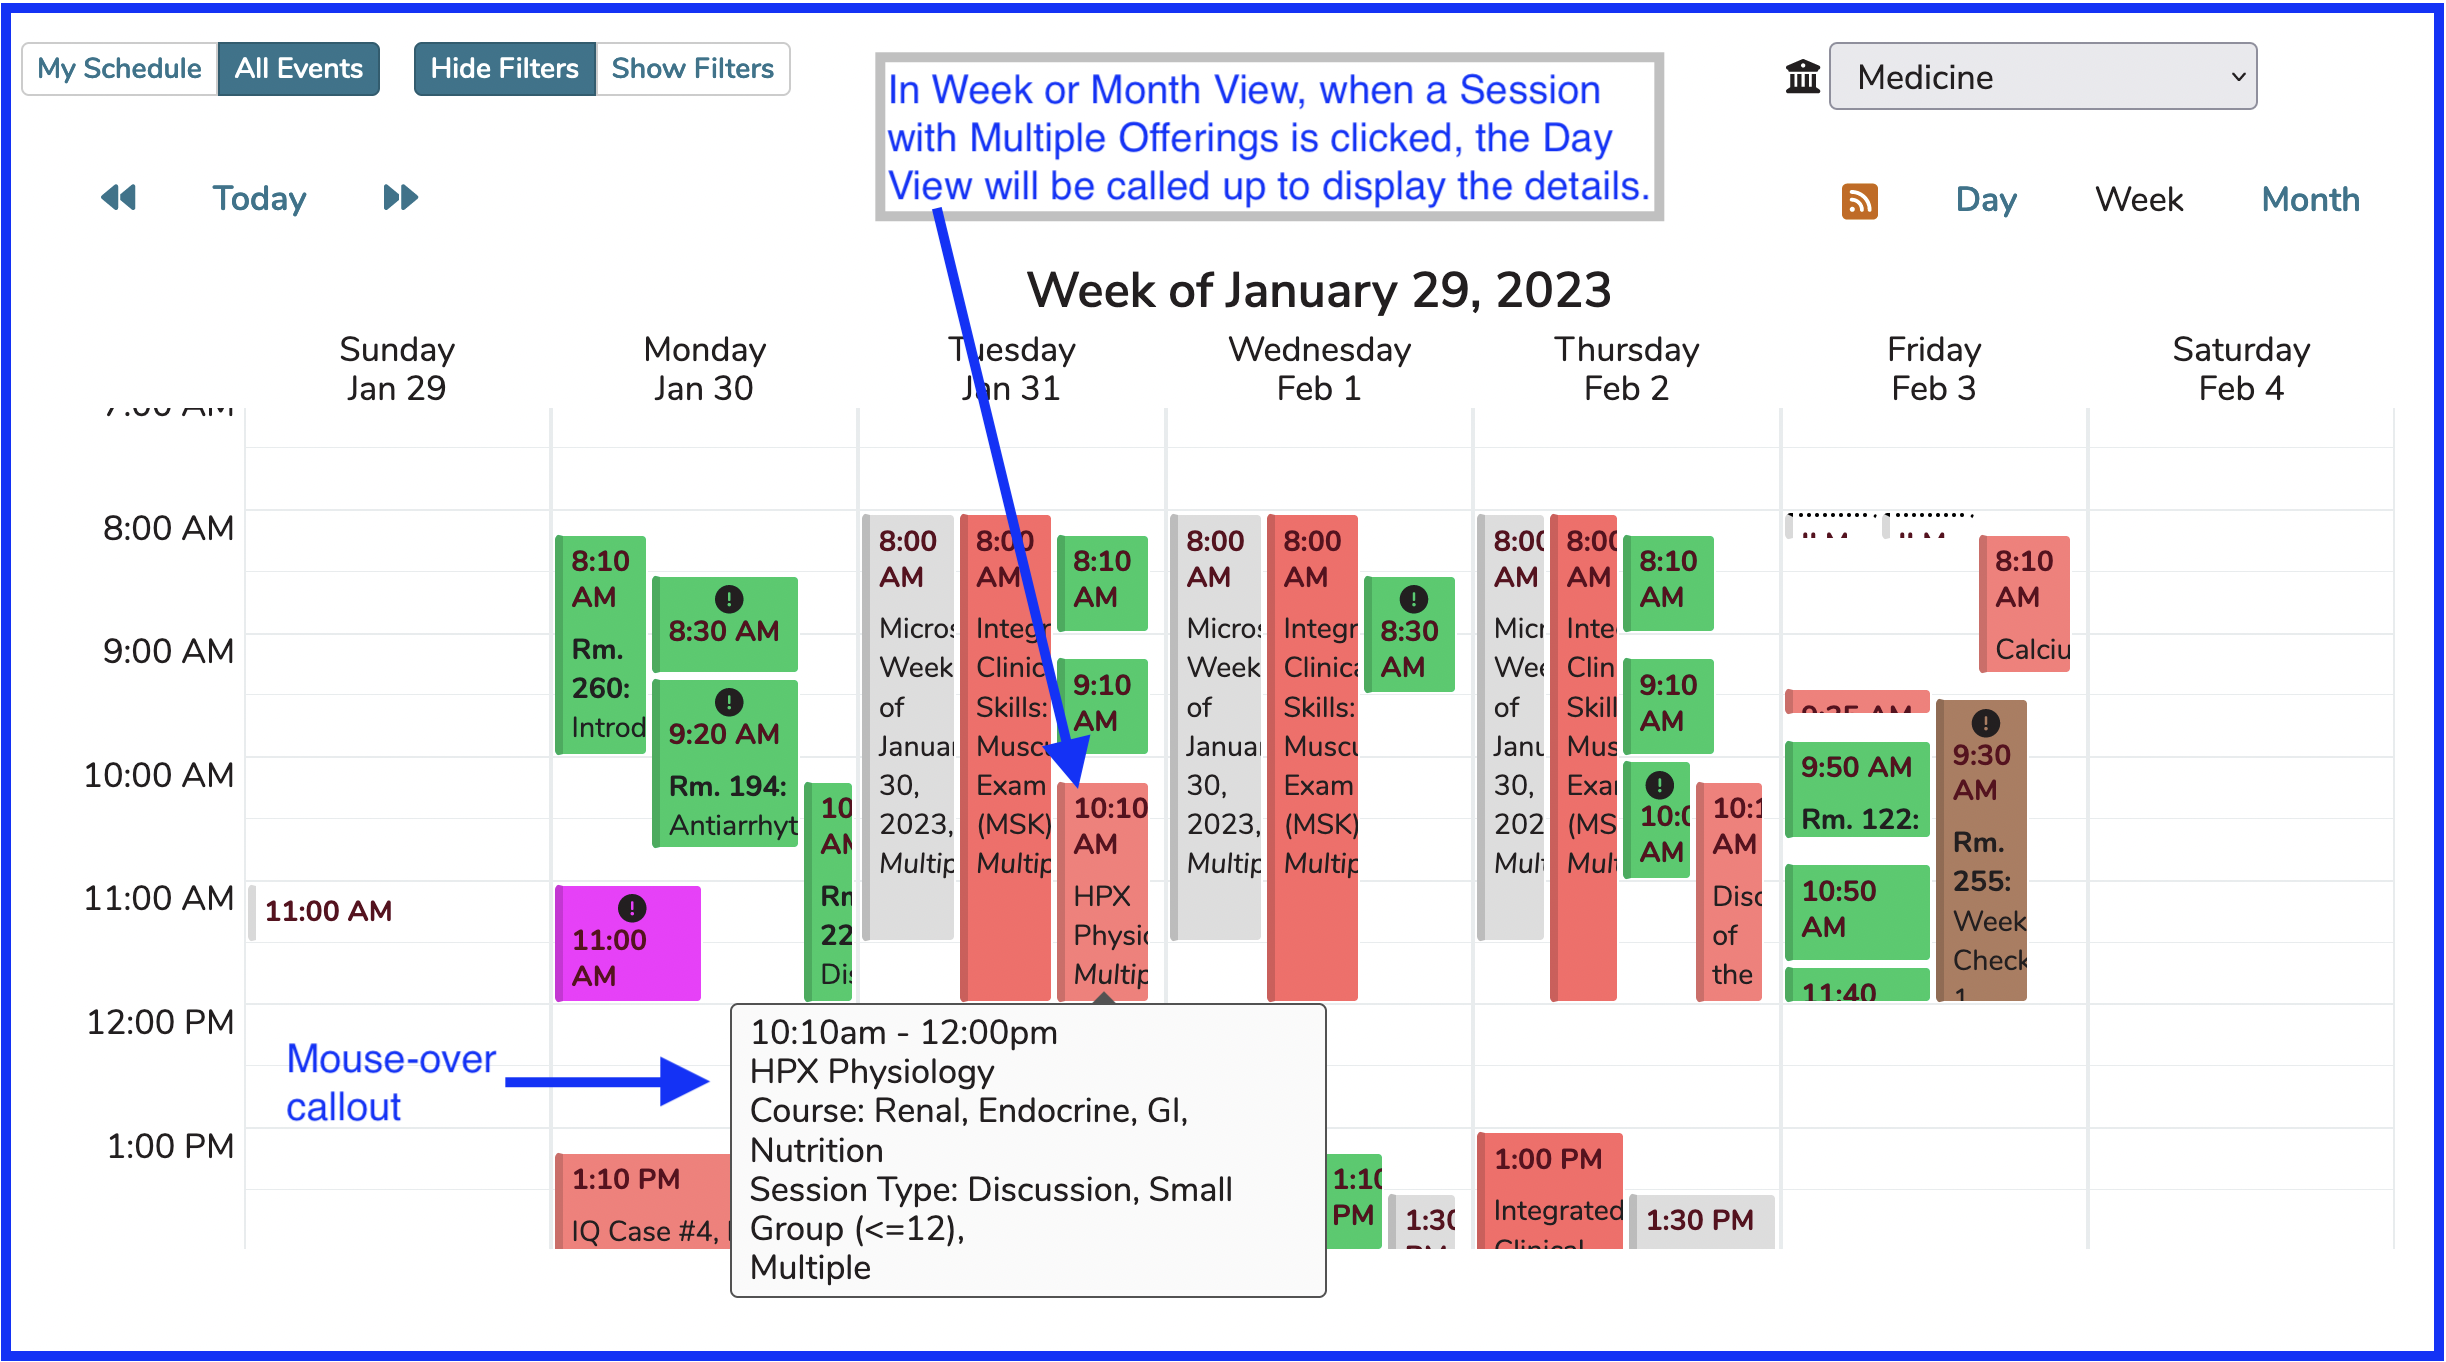 My Schedule All Events Hide Filters Show Filters
In Week or Month View, when a Session
with Multiple Offerings is clicked, the Day
View will be called up to display the details.
Medicine
Today
Day Week Month
Week of January 29, 2023
Sunday Monday Tuesday Wednesday Thursday Friday Saturday
Jan 29 Jan 30 Jan 31 Feb 1 Feb 2 Feb 3 Feb 4
7:00 AM
8:00 AM
9:00 AM
10:00 AM
11:00 AM
12:00 PM
1:00 PM
11:00 AM
8:10
AM
Rm.
260:
Introd
8:30 AM
9:20 AM
Rm. 194:
Antiarrhyt
10
AM
Rm
22
Dis
11:00
AM
1:10 PM
IQ Case #4,
8:00
AM
Micros
Week
of
Januar
30,
2023,
Multip
8:00
AM
Integr
Clinic
Skills:
Muscu
Exam
(MSK)
Multip
8:10
AM
9:10
AM
10:10
AM
HPX
Physio
Multip
8:00
AM
Micros
Week
of
Januar
30,
2023,
Multip
8:00
AM
Integr
Clinica
Skills:
Muscu
Exam
(MSK)
Multip
8:30
AM
1:10
PM
1:30
PM
8:00
AM
Micr
Wee
of
Janu
30,
202
Mult
8:00
AM
Inte
Clin
Skill
Mus
Exa
(MS
Mul
8:10
AM
9:10
AM
10:0
AM
10:1
AM
Disc
of
the
1:00 PM
Integrated
Clinical
1:30 PM
8:10
AM
Calciu
9:35 AM
9:50 AM
Rm. 122:
10:50
AM
11:40
9:30
AM
Rm.
255:
Week
Check
1
Mouse-over
callout
10:10am - 12:00pm
HPX Physiology
Course: Renal, Endocrine, GI,
Nutrition
Session Type: Discussion, Small
Group (<=12),
Multiple